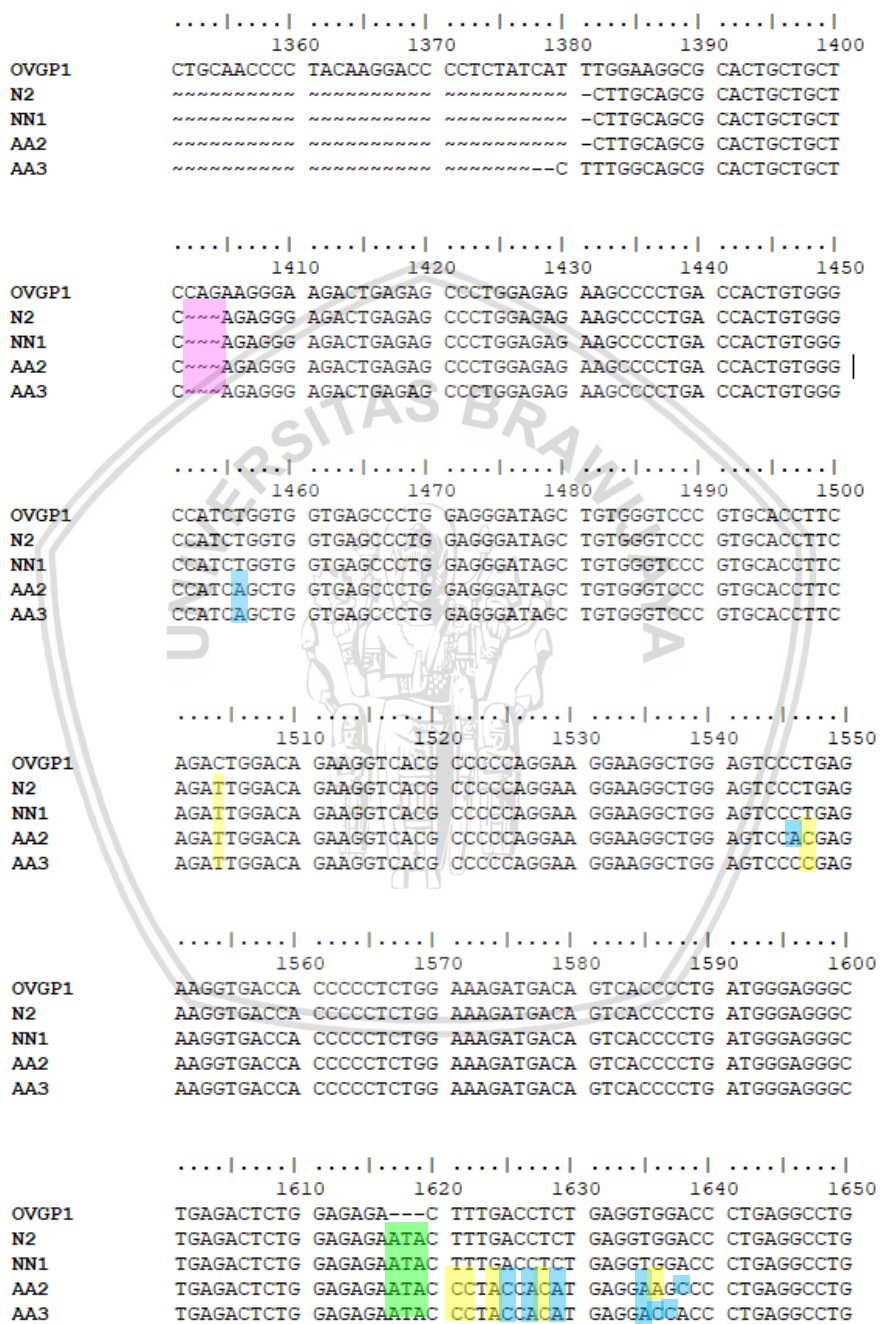 ....|....| ....|....| ....|....| ....|....| ....|....|
1360 1370 1380 1390 1400
OVGP1 CTGCAACCCC TACAAGGACC CCTCTATCAT TTGGAAGGCG CACTGCTGCT
N2 ~~~~~~~~~~ ~~~~~~~~~~ ~~~~~~~~~~ -CTTGCAGCG CACTGCTGCT
NN1 ~~~~~~~~~~ ~~~~~~~~~~ ~~~~~~~~~~ -CTTGCAGCG CACTGCTGCT
AA2 ~~~~~~~~~~ ~~~~~~~~~~ ~~~~~~~~~~ -CTTGCAGCG CACTGCTGCT
AA3 ~~~~~~~~~~ ~~~~~~~~~~ ~~~~~~~--C TTTGGCAGCG CACTGCTGCT
....|....| ....|....| ....|....| ....|....| ....|....|
1410 1420 1430 1440 1450
OVGP1 CCAGAAGGGA AGACTGAGAG CCCTGGAGAG AAGCCCCTGA CCACTGTGGG
N2 C~~~AGAGGG AGACTGAGAG CCCTGGAGAG AAGCCCCTGA CCACTGTGGG
NN1 C~~~AGAGGG AGACTGAGAG CCCTGGAGAG AAGCCCCTGA CCACTGTGGG
AA2 C~~~AGAGGG AGACTGAGAG CCCTGGAGAG AAGCCCCTGA CCACTGTGGG
AA3 C~~~AGAGGG AGACTGAGAG CCCTGGAGAG AAGCCCCTGA CCACTGTGGG
UNIVERSITAS BRAWIJAYA
....|....| ....|....| ....|....| ....|....| ....|....|
1460 1470 1480 1490 1500
OVGP1 CCATCTGGTG GTGAGCCCTG GAGGGATAGC TGTGGGTCCC GTGCACCTTC
N2 CCATCTGGTG GTGAGCCCTG GAGGGATAGC TGTGGGTCCC GTGCACCTTC
NN1 CCATCTGGTG GTGAGCCCTG GAGGGATAGC TGTGGGTCCC GTGCACCTTC
AA2 CCATCAGCTG GTGAGCCCTG GAGGGATAGC TGTGGGTCCC GTGCACCTTC
AA3 CCATCAGCTG GTGAGCCCTG GAGGGATAGC TGTGGGTCCC GTGCACCTTC
....|....| ....|....| ....|....| ....|....| ....|....|
1510 1520 1530 1540 1550
OVGP1 AGACTGGACA GAAGGTCACG CCCCCAGGAA GGAAGGCTGG AGTCCCTGAG
N2 AGATTGGACA GAAGGTCACG CCCCCAGGAA GGAAGGCTGG AGTCCCTGAG
NN1 AGATTGGACA GAAGGTCACG CCCCCAGGAA GGAAGGCTGG AGTCCCTGAG
AA2 AGATTGGACA GAAGGTCACG CCCCCAGGAA GGAAGGCTGG AGTCCACGAG
AA3 AGATTGGACA GAAGGTCACG CCCCCAGGAA GGAAGGCTGG AGTCCCCGAG
....|....| ....|....| ....|....| ....|....| ....|....|
1560 1570 1580 1590 1600
OVGP1 AAGGTGACCA CCCCCTCTGG AAAGATGACA GTCACCCCTG ATGGGAGGGC
N2 AAGGTGACCA CCCCCTCTGG AAAGATGACA GTCACCCCTG ATGGGAGGGC
NN1 AAGGTGACCA CCCCCTCTGG AAAGATGACA GTCACCCCTG ATGGGAGGGC
AA2 AAGGTGACCA CCCCCTCTGG AAAGATGACA GTCACCCCTG ATGGGAGGGC
AA3 AAGGTGACCA CCCCCTCTGG AAAGATGACA GTCACCCCTG ATGGGAGGGC
....|....| ....|....| ....|....| ....|....| ....|....|
1610 1620 1630 1640 1650
OVGP1 TGAGACTCTG GAGAGA---C TTTGACCTCT GAGGTGGACC CTGAGGCCTG
N2 TGAGACTCTG GAGAGAATAC TTTGACCTCT GAGGTGGACC CTGAGGCCTG
NN1 TGAGACTCTG GAGAGAATAC TTTGACCTCT GAGGTGGACC CTGAGGCCTG
AA2 TGAGACTCTG GAGAGAATAC CCTACCACAT GAGGAAGCCC CTGAGGCCTG
AA3 TGAGACTCTG GAGAGAATAC CCTACCACAT GAGGACCACC CTGAGGCCTG